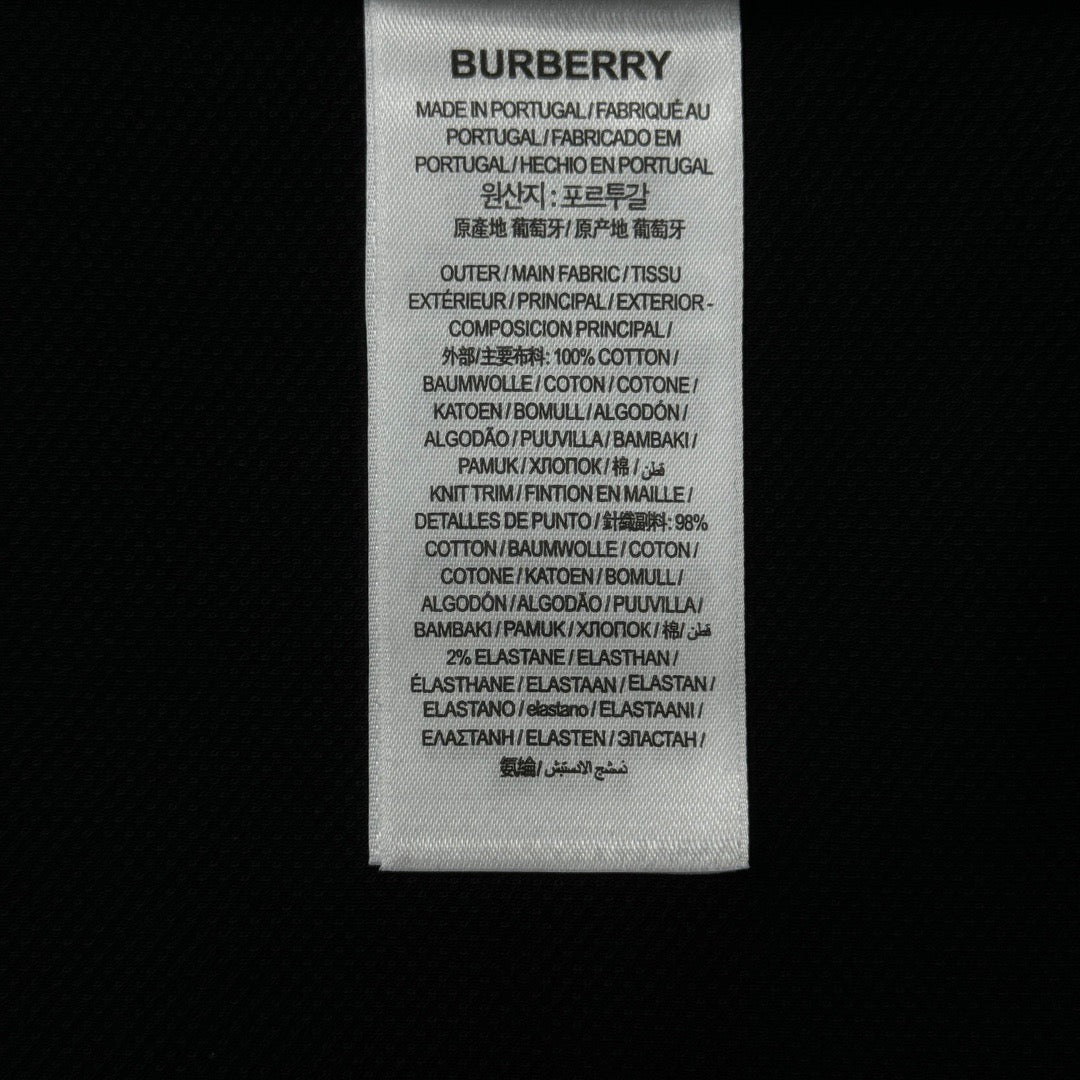 BURBERRY
MADE IN PORTUGAL / FABRIQUÉ AU
PORTUGAL / FABRICADO EM
PORTUGAL / HECHIO EN PORTUGAL
원산지 : 포르투갈
原產地 葡萄牙/ 原产地 葡萄牙
OUTER / MAIN FABRIC / TISSU
EXTÉRIEUR / PRINCIPAL / EXTERIOR -
COMPOSICION PRINCIPAL /
外部/主要布料: 100% COTTON /
BAUMWOLLE / COTON / COTONE /
KATOEN / BOMULL / ALGODÓN /
ALGODÃO / PUUVILLA / BAMBAKI /
PAMUK / ХЛОПОК / 棉 / قطن
KNIT TRIM / FINTION EN MAILLE /
DETALLES DE PUNTO / 針織副料: 98%
COTTON / BAUMWOLLE / COTON /
COTONE / KATOEN / BOMULL /
ALGODÓN / ALGODÃO / PUUVILLA /
BAMBAKI / PAMUK / ХЛОПОК / 棉/ قطن
2% ELASTANE / ELASTHAN /
ÉLASTHANE / ELASTAAN / ELASTAN /
ELASTANO / elastano / ELASTAANI /
ΕΛΑΣΤΑΝΗ / ELASTEN / ЭЛАСТАН /
氨纶/